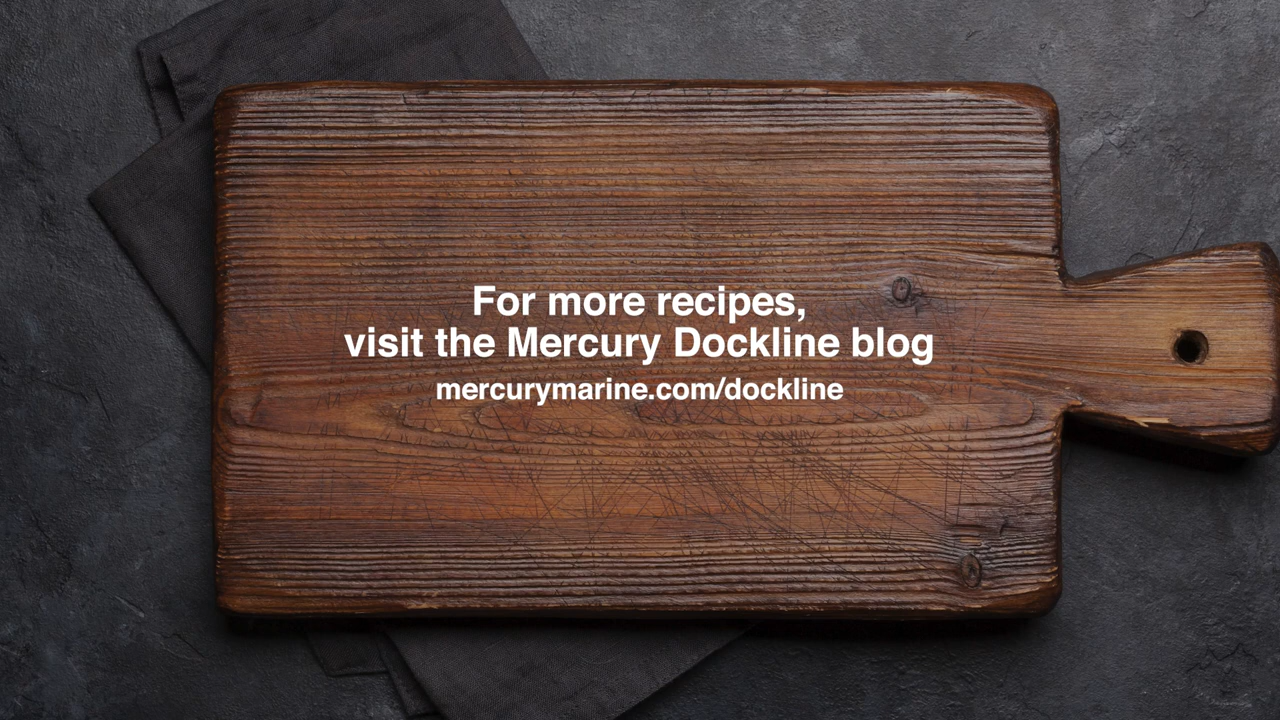 For more recipes,
visit the Mercury Dockline blog
mercurymarine.com/dockline